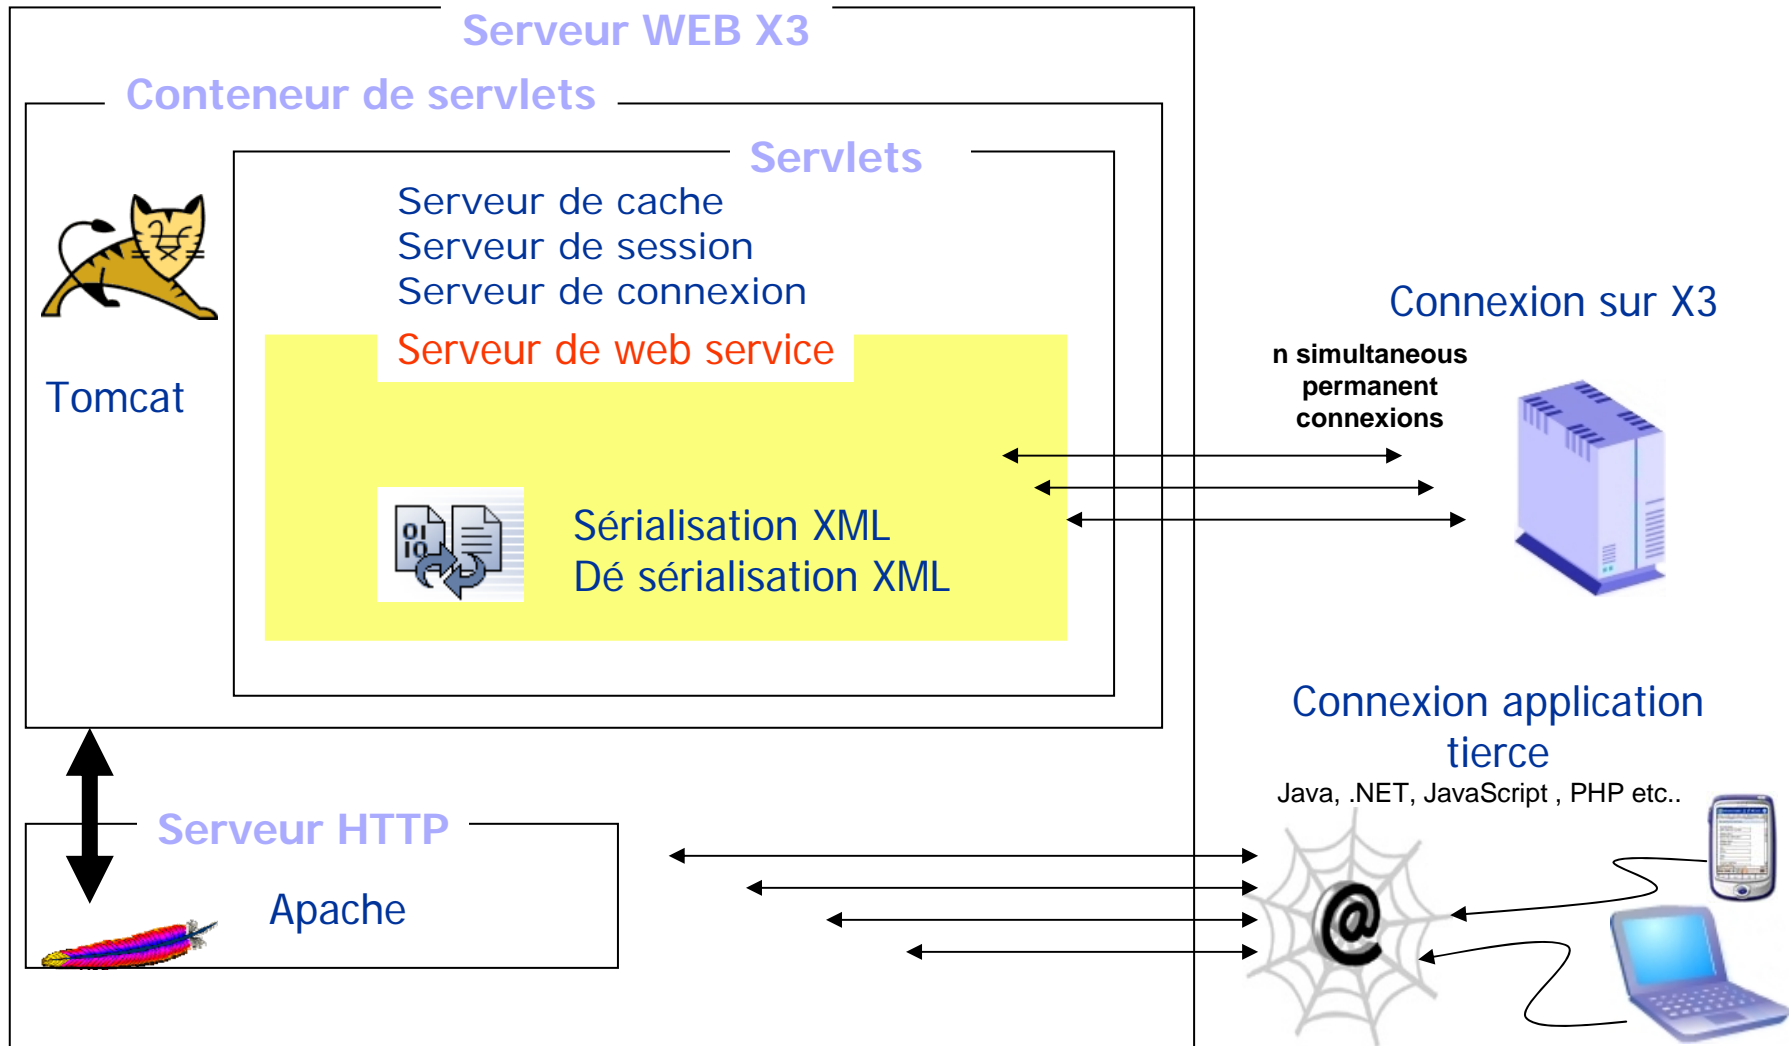 Serveur WEB X3
Conteneur de servlets
Servlets
Serveur de cache
Serveur de session
Serveur de connexion
Serveur de web service
Tomcat
Sérialisation XML
Dé sérialisation XML
Connexion sur X3
n simultaneous
permanent
connexions
Connexion application
tierce
Java, .NET, JavaScript , PHP etc..
Serveur HTTP
Apache
@